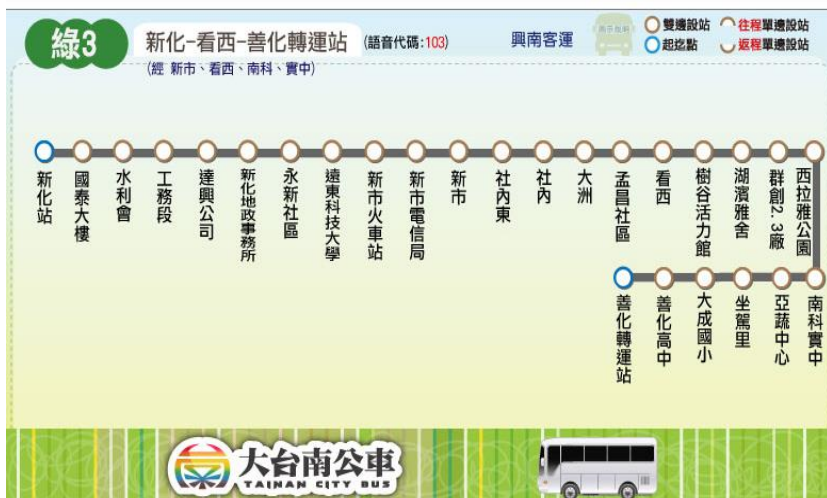 綠3
新化-看西-善化轉運站 (語音代碼:103)
(經 新市、看西、南科、實中)
興南客運
雙邊設站
往程單邊設站
起迄點
返程單邊設站
新化站
國泰大樓
水利會
工務段
達興公司
新化地政事務所
永新社區
遠東科技大學
新市火車站
新市電信局
新市
社內東
社內
大洲
孟昌社區
看西
樹谷活力館
湖濱雅舍
群創2. 3廠
西拉雅公園
南科實中
亞蔬中心
坐駕里
大成國小
善化高中
善化轉運站
大台南公車
TAINAN CITY BUS